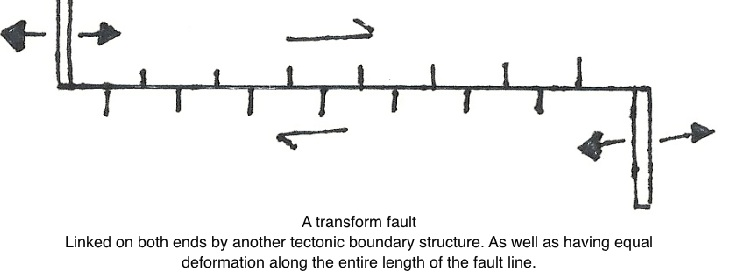 A transform fault
Linked on both ends by another tectonic boundary structure. As well as having equal
deformation along the entire length of the fault line.